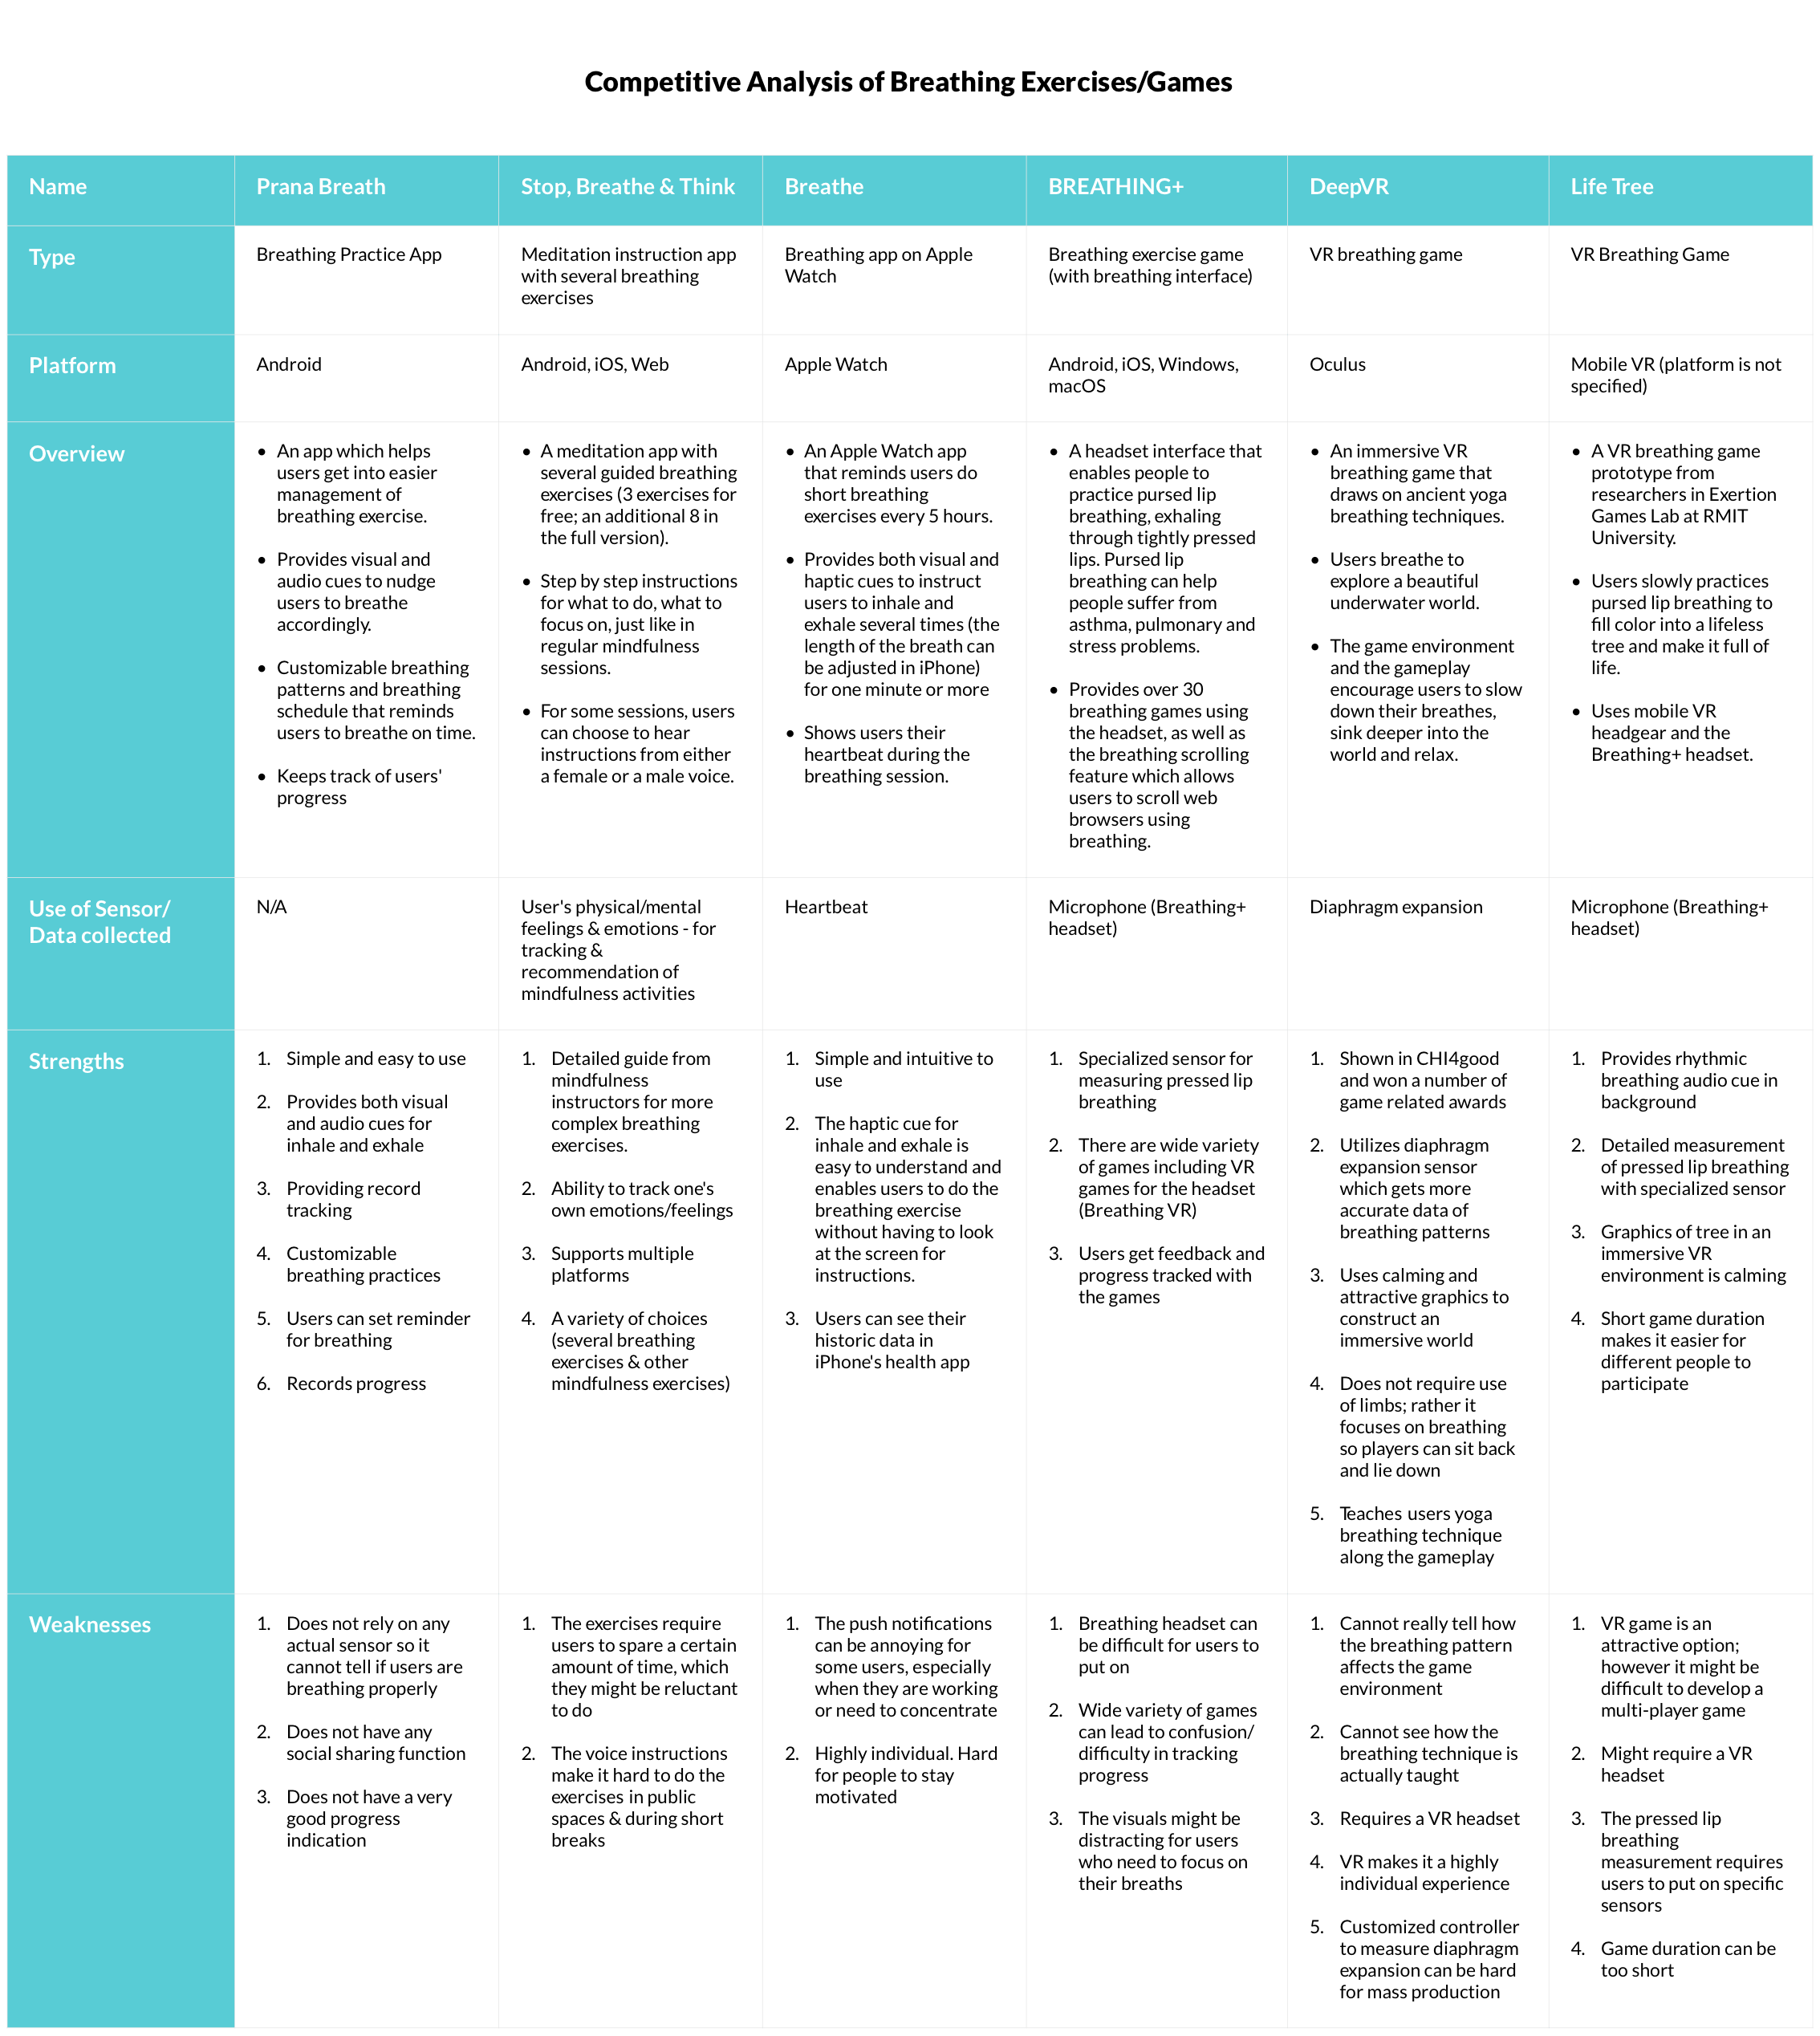 Competitive Analysis of Breathing Exercises/Games
Name
Prana Breath
Stop, Breathe & Think
Breathe
BREATHING+
DeepVR
Life Tree
Type
Breathing Practice App
Meditation instruction app
with several breathing
exercises
Breathing app on Apple
Watch
Breathing exercise game
(with breathing interface)
VR breathing game
VR Breathing Game
Platform
Android
Android, iOS, Web
Apple Watch
Android, iOS, Windows,
macOS
Oculus
Mobile VR (platform is not
specified)
Overview
• An app which helps
users get into easier
management of
breathing exercise.
• Provides visual and
audio cues to nudge
users to breathe
accordingly.
• Customizable breathing
patterns and breathing
schedule that reminds
users to breathe on time.
• Keeps track of users'
progress
• A meditation app with
several guided breathing
exercises (3 exercises for
free; an additional 8 in
the full version).
• Step by step instructions
for what to do, what to
focus on, just like in
regular mindfulness
sessions.
• For some sessions, users
can choose to hear
instructions from either
a female or a male voice.
• An Apple Watch app
that reminds users do
short breathing
exercises every 5 hours.
• Provides both visual and
haptic cues to instruct
users to inhale and
exhale several times (the
length of the breath can
be adjusted in iPhone)
for one minute or more
• Shows users their
heartbeat during the
breathing session.
• A headset interface that
enables people to
practice pursed lip
breathing, exhaling
through tightly pressed
lips. Pursed lip
breathing can help
people suffer from
asthma, pulmonary and
stress problems.
• Provides over 30
breathing games using
the headset, as well as
the breathing scrolling
feature which allows
users to scroll web
browsers using
breathing.
• An immersive VR
breathing game that
draws on ancient yoga
breathing techniques.
• Users breathe to
explore a beautiful
underwater world.
• The game environment
and the gameplay
encourage users to slow
down their breathes,
sink deeper into the
world and relax.
• A VR breathing game
prototype from
researchers in Exertion
Games Lab at RMIT
University.
• Users slowly practices
pursed lip breathing to
fill color into a lifeless
tree and make it full of
life.
• Uses mobile VR
headgear and the
Breathing+ headset.
Use of Sensor/
Data collected
N/A
User's physical/mental
feelings & emotions - for
tracking &
recommendation of
mindfulness activities
Heartbeat
Microphone (Breathing+
headset)
Diaphragm expansion
Microphone (Breathing+
headset)
Strengths
1. Simple and easy to use
2. Provides both visual
and audio cues for
inhale and exhale
3. Providing record
tracking
4. Customizable
breathing practices
5. Users can set reminder
for breathing
6. Records progress
1. Detailed guide from
mindfulness
instructors for more
complex breathing
exercises.
2. Ability to track one's
own emotions/feelings
3. Supports multiple
platforms
4. A variety of choices
(several breathing
exercises & other
mindfulness exercises)
1. Simple and intuitive to
use
2. The haptic cue for
inhale and exhale is
easy to understand and
enables users to do the
breathing exercise
without having to look
at the screen for
instructions.
3. Users can see their
historic data in
iPhone's health app
1. Specialized sensor for
measuring pressed lip
breathing
2. There are wide variety
of games including VR
games for the headset
(Breathing VR)
3. Users get feedback and
progress tracked with
the games
1. Shown in CHI4good
and won a number of
game related awards
2. Utilizes diaphragm
expansion sensor
which gets more
accurate data of
breathing patterns
3. Uses calming and
attractive graphics to
construct an
immersive world
4. Does not require use
of limbs; rather it
focuses on breathing
so players can sit back
and lie down
5. Teaches users yoga
breathing technique
along the gameplay
1. Provides rhythmic
breathing audio cue in
background
2. Detailed measurement
of pressed lip breathing
with specialized sensor
3. Graphics of tree in an
immersive VR
environment is calming
4. Short game duration
makes it easier for
different people to
participate
Weaknesses
1. Does not rely on any
actual sensor so it
cannot tell if users are
breathing properly
2. Does not have any
social sharing function
3. Does not have a very
good progress
indication
1. The exercises require
users to spare a certain
amount of time, which
they might be reluctant
to do
2. The voice instructions
make it hard to do the
exercises in public
spaces & during short
breaks
1. The push notifications
can be annoying for
some users, especially
when they are working
or need to concentrate
2. Highly individual. Hard
for people to stay
motivated
1. Breathing headset can
be difficult for users to
put on
2. Wide variety of games
can lead to confusion/
difficulty in tracking
progress
3. The visuals might be
distracting for users
who need to focus on
their breaths
1. Cannot really tell how
the breathing pattern
affects the game
environment
2. Cannot see how the
breathing technique is
actually taught
3. Requires a VR headset
4. VR makes it a highly
individual experience
5. Customized controller
to measure diaphragm
expansion can be hard
for mass production
1. VR game is an
attractive option;
however it might be
difficult to develop a
multi-player game
2. Might require a VR
headset
3. The pressed lip
breathing
measurement requires
users to put on specific
sensors
4. Game duration can be
too short